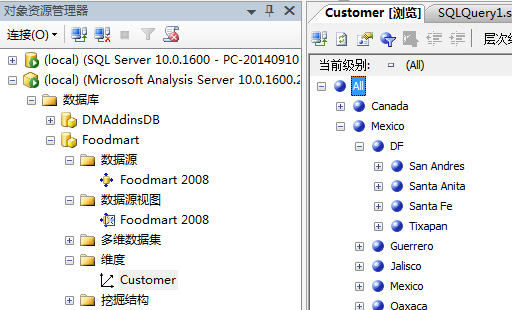 对象资源管理器
连接(O)
(local) (SQL Server 10.0.1600 - PC-20140910
(local) (Microsoft Analysis Server 10.0.1600.2
数据库
DMAddinsDB
Foodmart
数据源
Foodmart 2008
数据源视图
Foodmart 2008
多维数据集
维度
Customer
挖掘结构
Customer [浏览]
SQLQuery1.s
层次结
当前级别:
(All)
All
Canada
Mexico
DF
San Andres
Santa Anita
Santa Fe
Tixapan
Guerrero
Jalisco
Mexico
Oaxaca